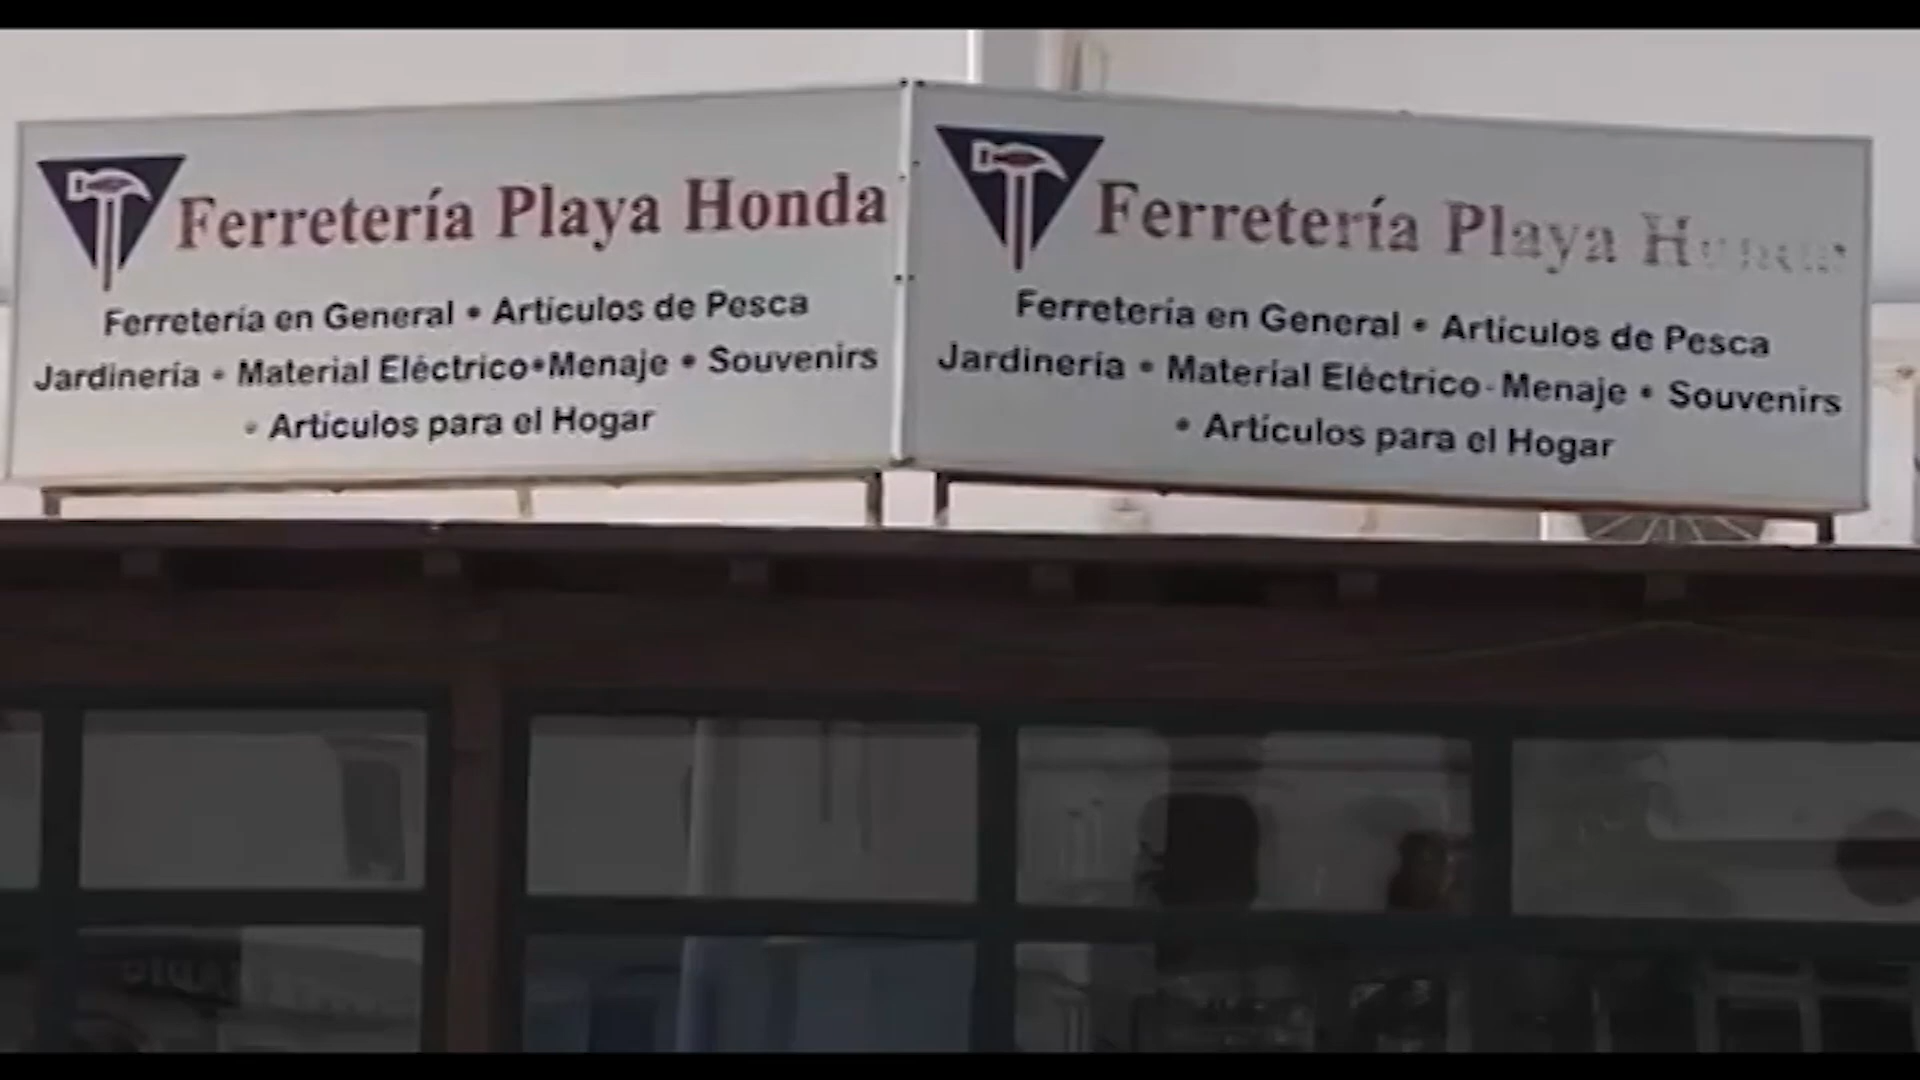 Ferretería Playa Honda
Ferretería en General • Artículos de Pesca
Jardinería • Material Eléctrico•Menaje • Souvenirs
• Artículos para el Hogar
Ferretería Playa
Ferretería en General • Artículos de Pesca
Jardinería • Material Eléctrico - Menaje • Souvenirs
• Artículos para el Hogar